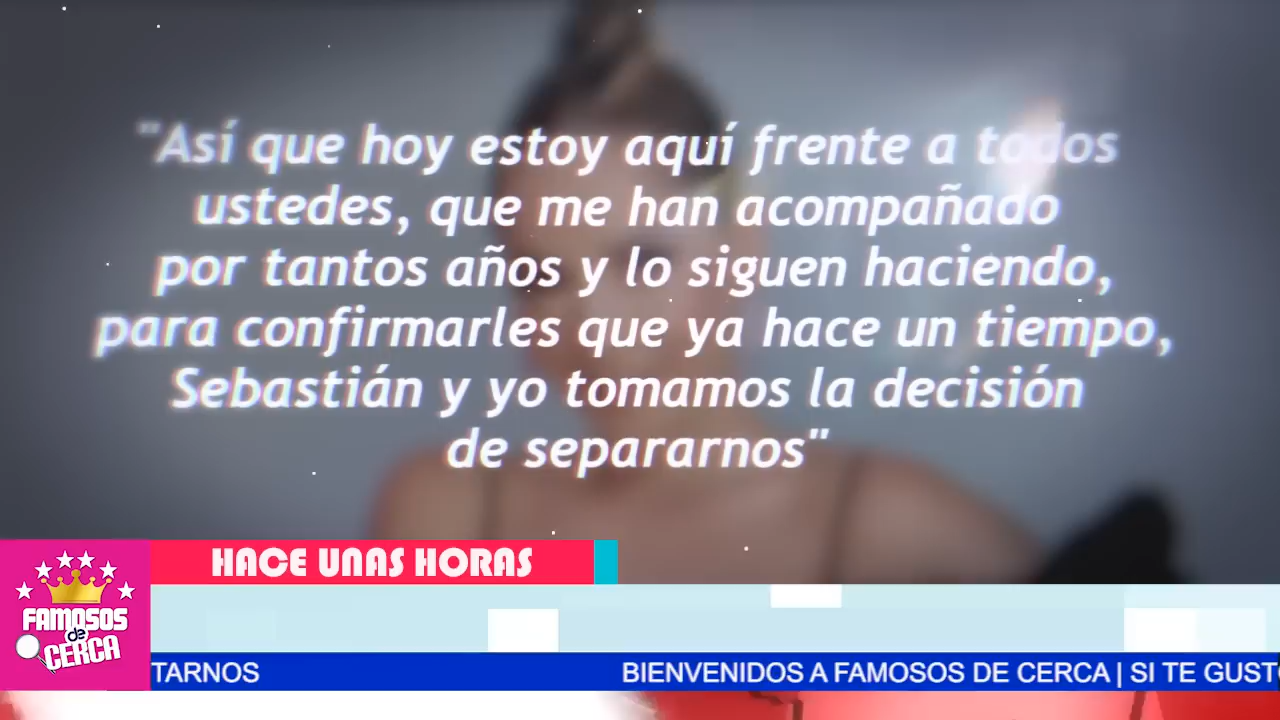 "Así que hoy estoy aquí frente a todos
ustedes, que me han acompañado
por tantos años y lo siguen haciendo,
para confirmarles que ya hace un tiempo,
Sebastián y yo tomamos la decisión
de separarnos"
HACE UNAS HORAS
FAMOSOS
de
CERCA
TARNOS
BIENVENIDOS A FAMOSOS DE CERCA | SI TE GUSTO